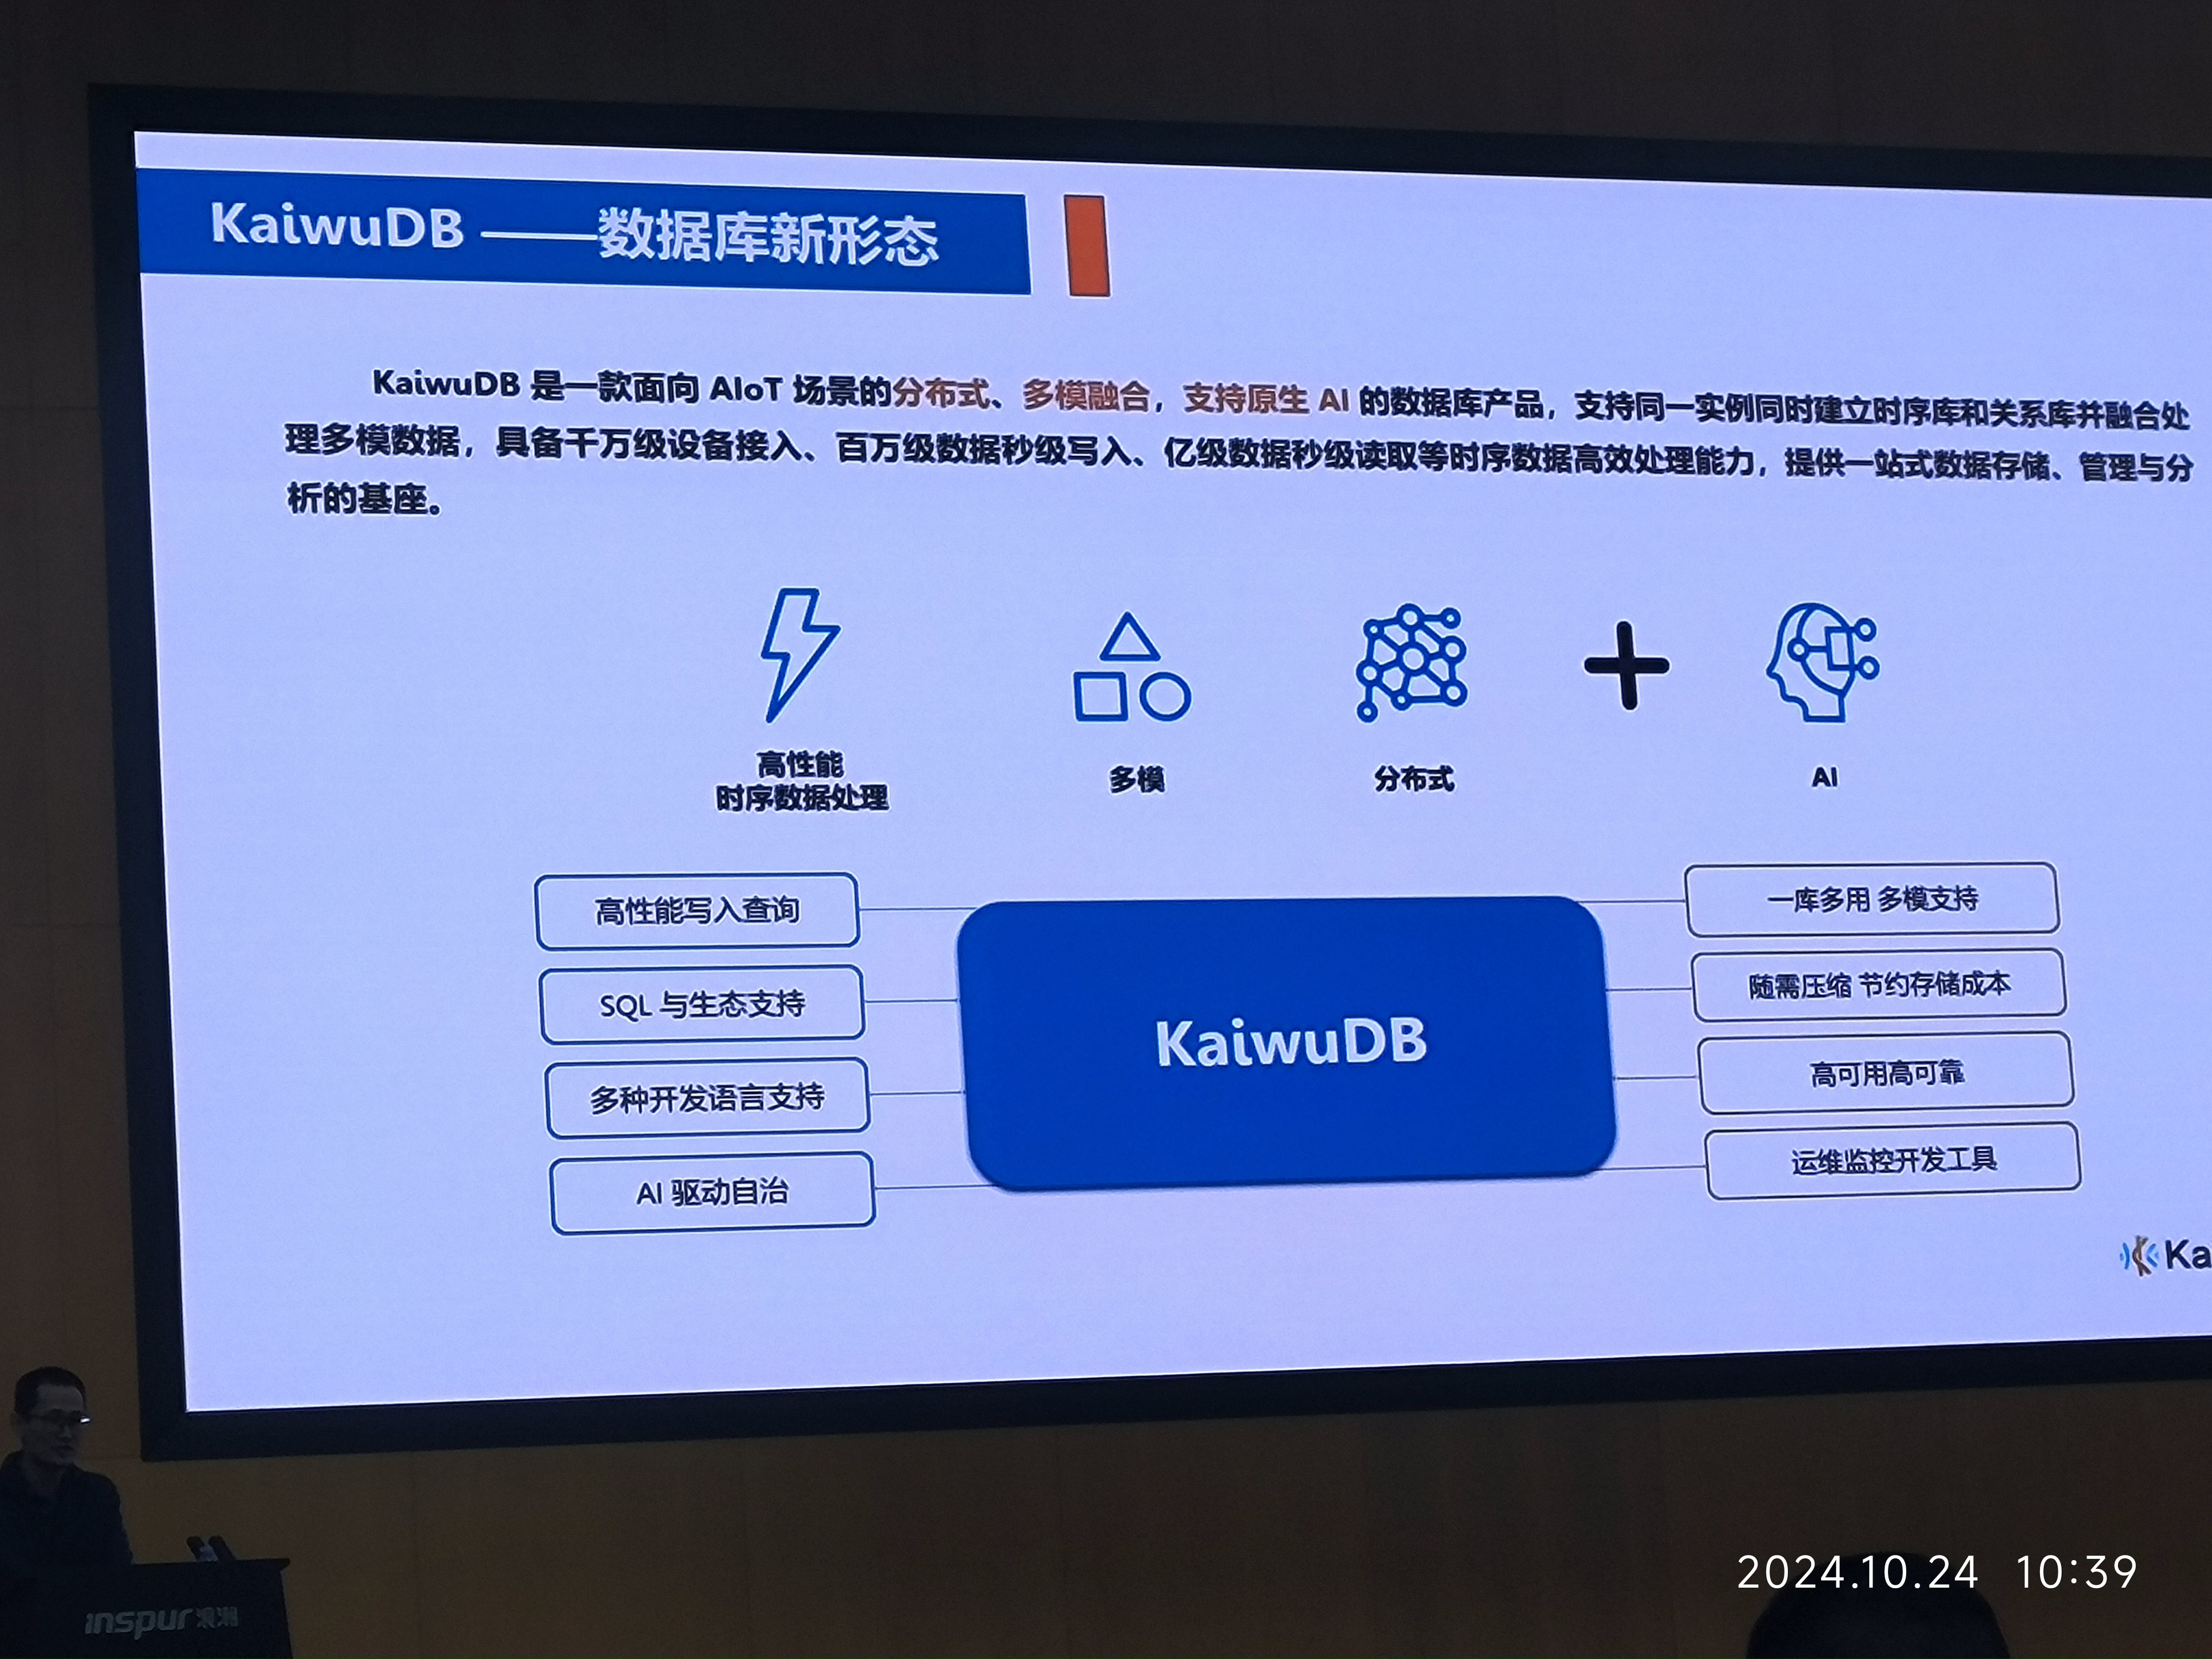 KaiwuDB ——数据库新形态
KaiwuDB 是一款面向 AIoT 场景的分布式、多模融合，支持原生 AI 的数据库产品，支持同一实例同时建立时序库和关系库并融合处
理多模数据，具备千万级设备接入、百万级数据秒级写入、亿级数据秒级读取等时序数据高效处理能力，提供一站式数据存储、管理与分
析的基座。
高性能
时序数据处理
多模
分布式
AI
高性能写入查询
SQL 与生态支持
多种开发语言支持
AI 驱动自治
KaiwuDB
一库多用 多模支持
随需压缩 节约存储成本
高可用高可靠
运维监控开发工具
Ka
inspur 浪潮
2024.10.24 10:39